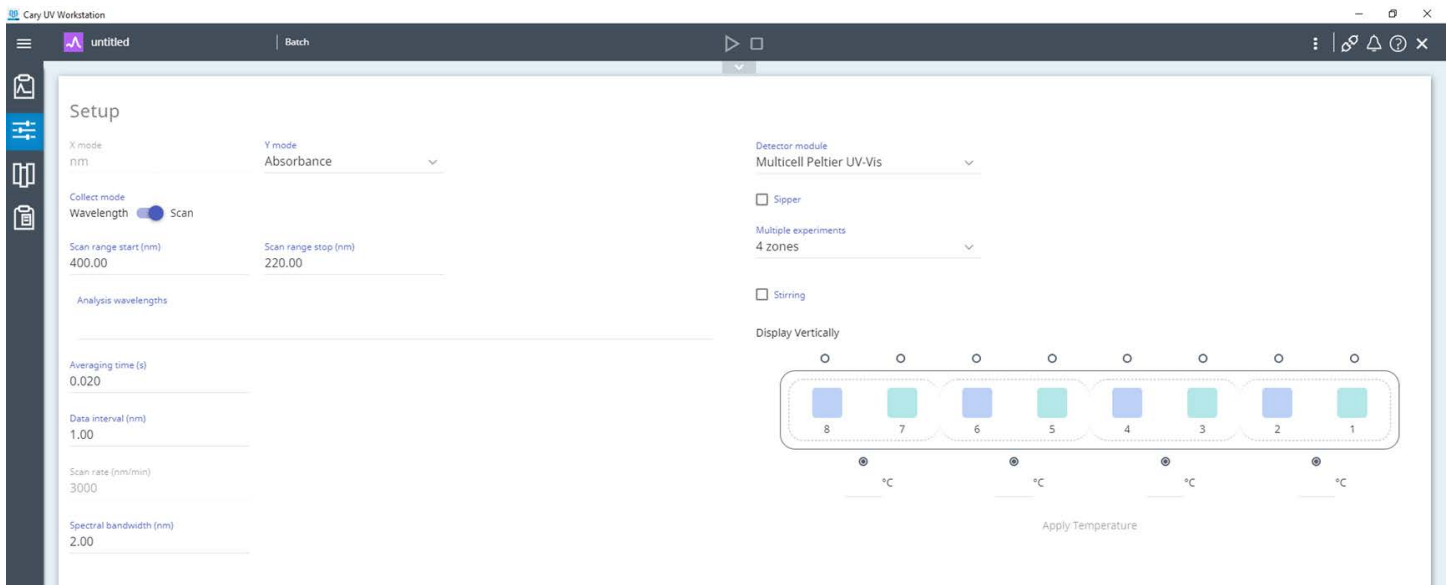 Cary UV Workstation
untitled
Batch
Setup
X mode
nm
Y mode
Absorbance
Collect mode
Wavelength Scan
Scan range start (nm)
400.00
Scan range stop (nm)
220.00
Analysis wavelengths
Averaging time (s)
0.020
Data interval (nm)
1.00
Scan rate (nm/min)
3000
Spectral bandwidth (nm)
2.00
Detector module
Multicell Peltier UV-Vis
Sipper
Multiple experiments
4 zones
Stirring
Display Vertically
8 7 6 5 4 3 2 1
°C °C °C °C
Apply Temperature